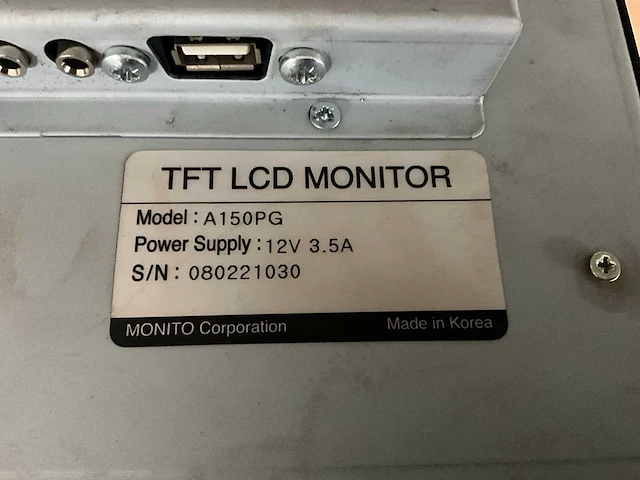 TFT LCD MONITOR
Model : A150PG
Power Supply : 12V 3.5A
S/N : 080221030
MONITO Corporation Made in Korea